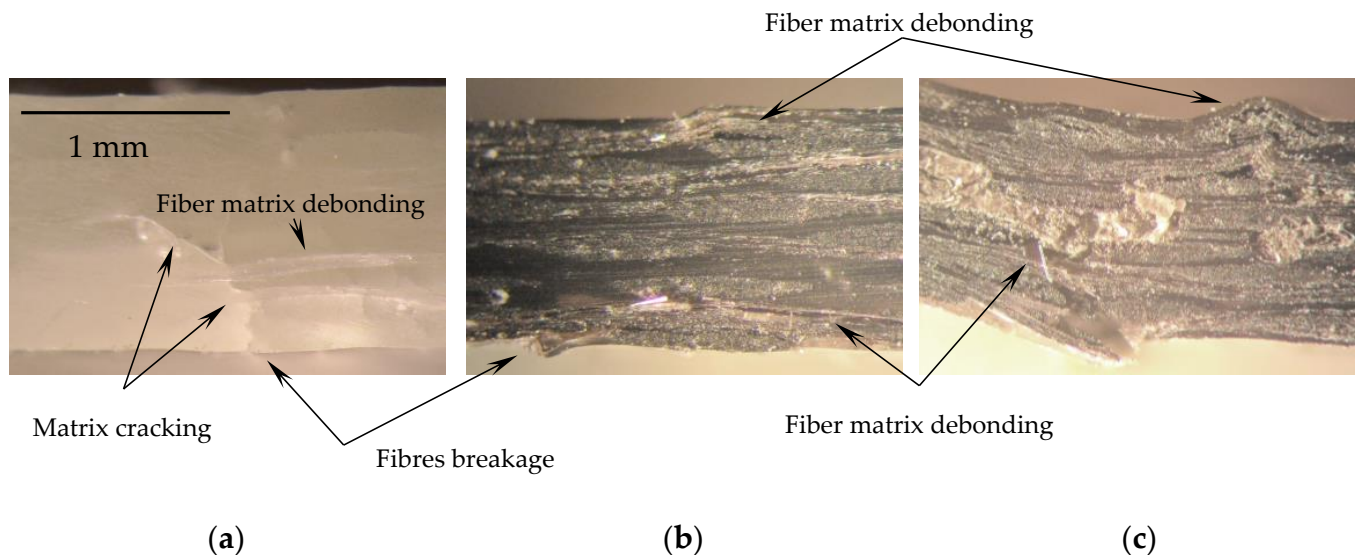 Fiber matrix debonding
1 mm
Fiber matrix debonding
Matrix cracking
Fibres breakage
Fiber matrix debonding
(a)
(b)
(c)